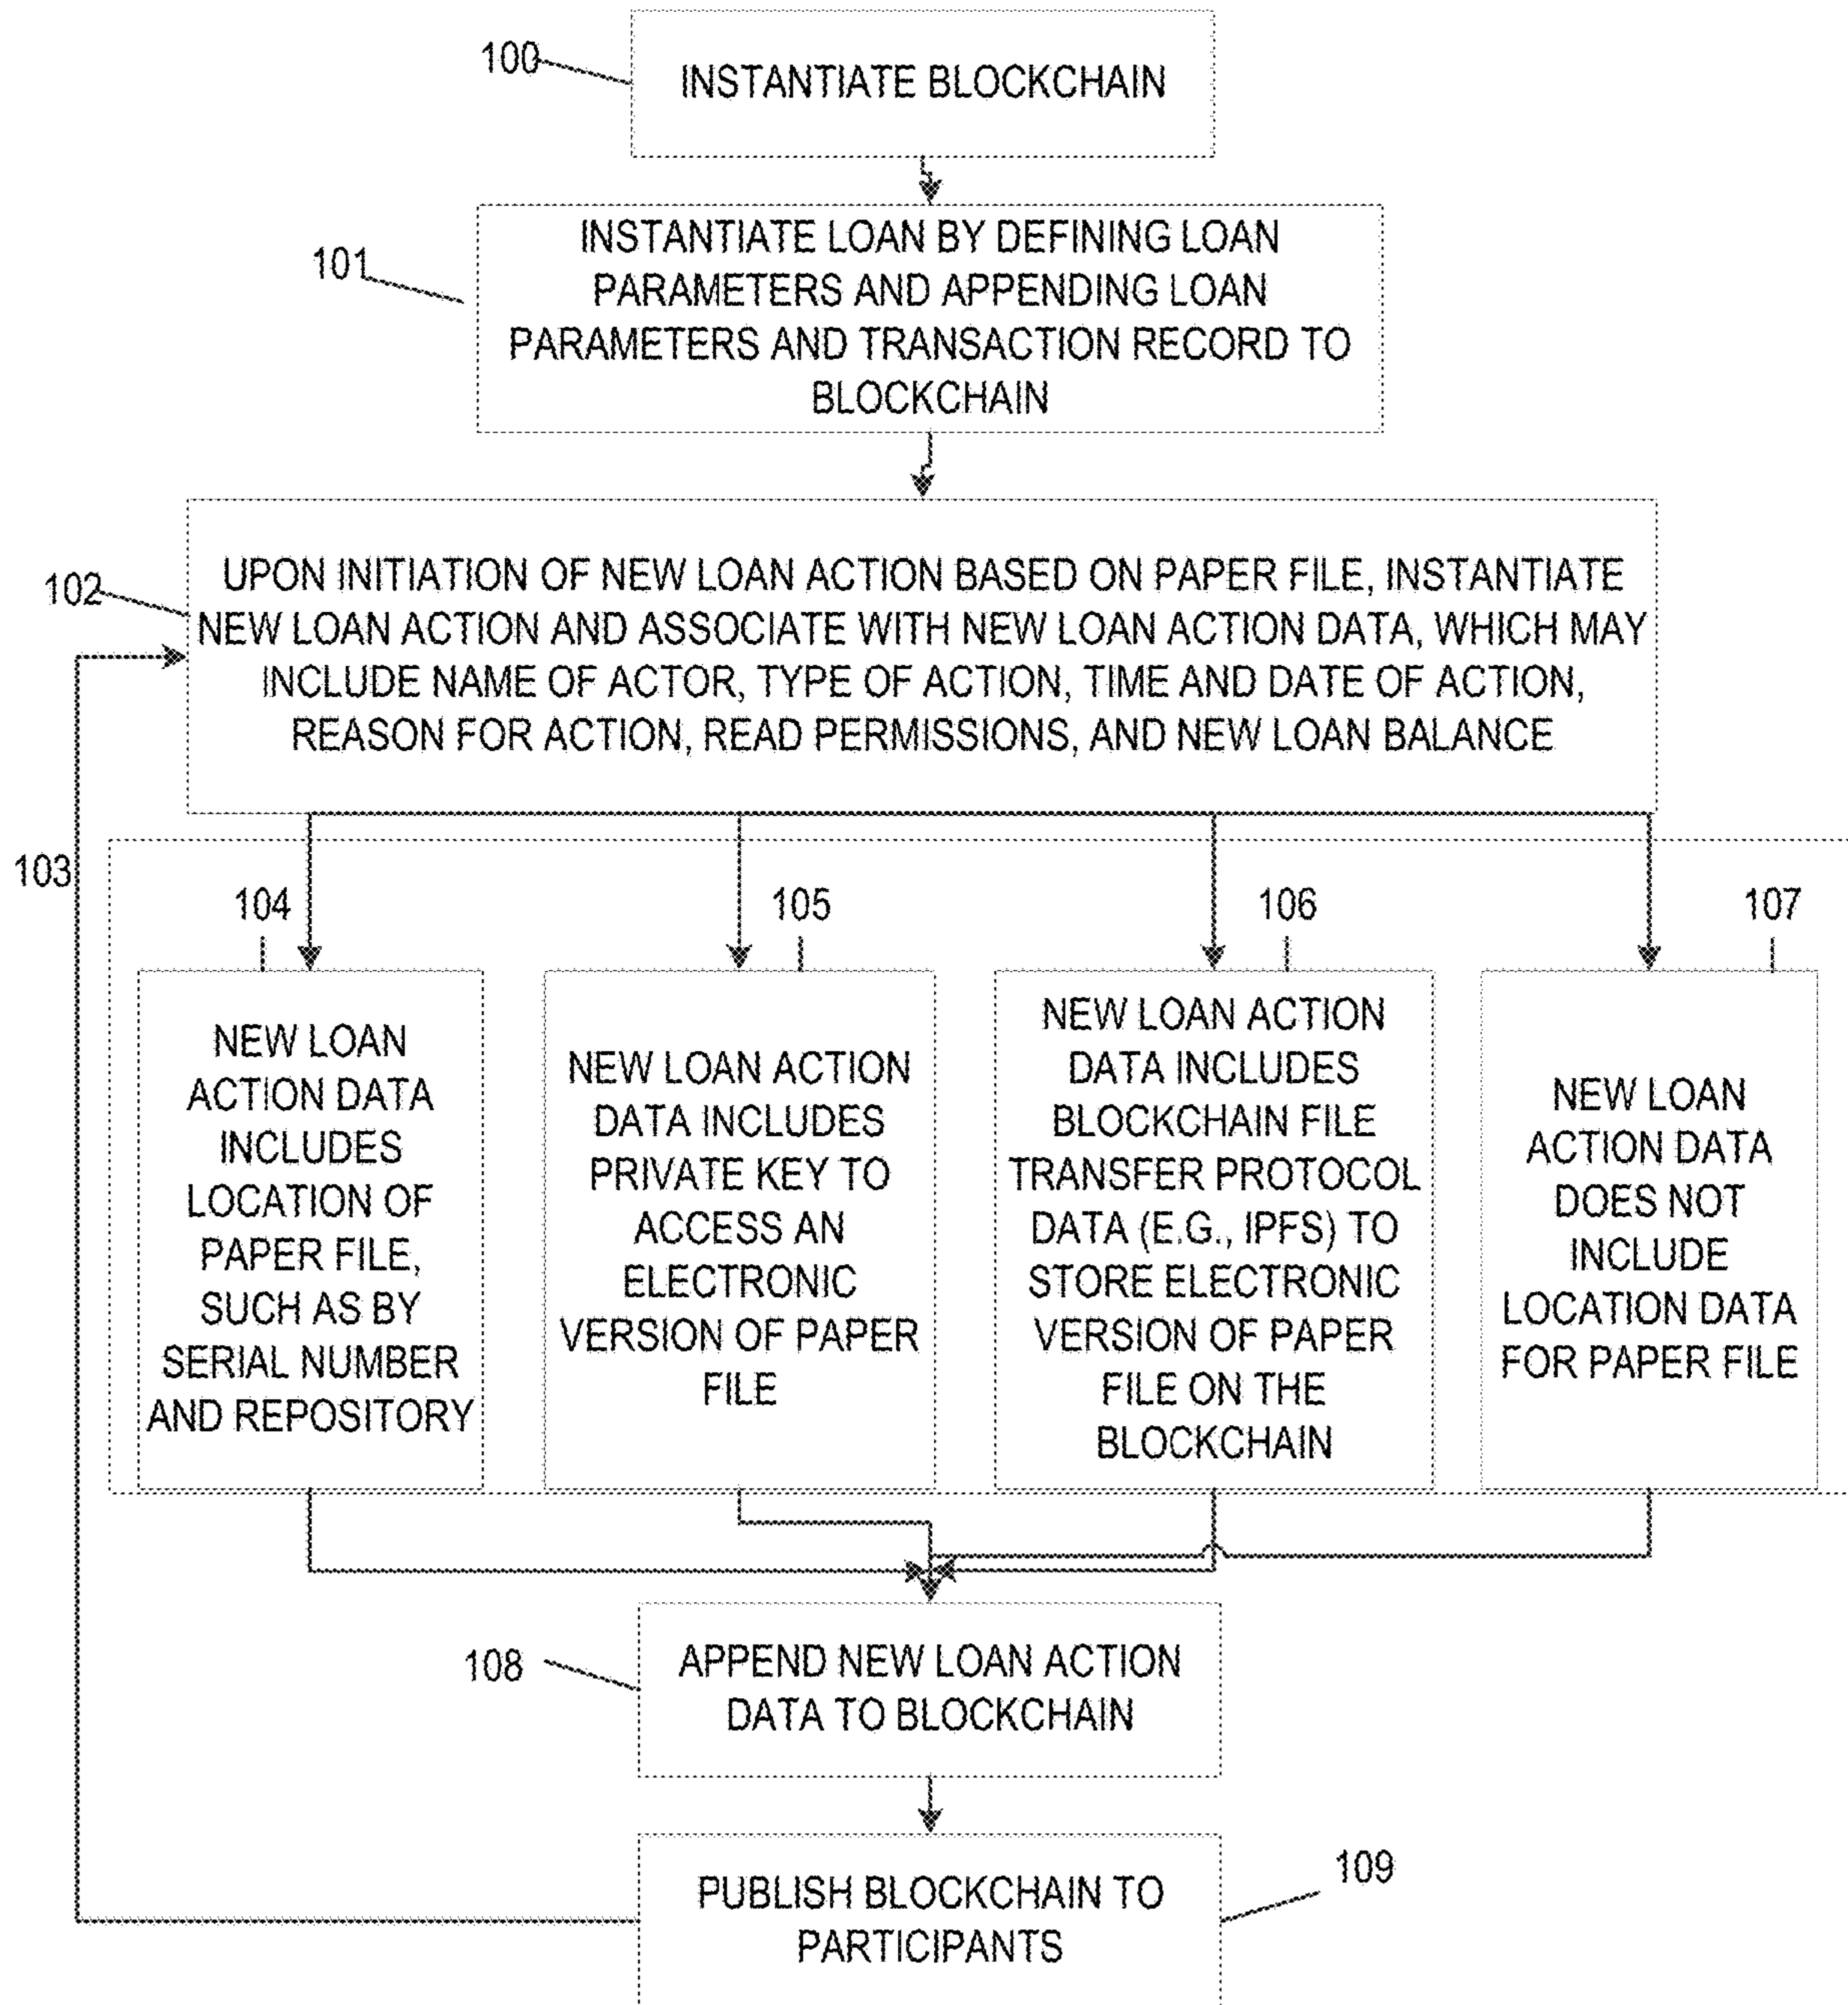 100
INSTANTIATE BLOCKCHAIN
101
INSTANTIATE LOAN BY DEFINING LOAN
PARAMETERS AND APPENDING LOAN
PARAMETERS AND TRANSACTION RECORD TO
BLOCKCHAIN
102
UPON INITIATION OF NEW LOAN ACTION BASED ON PAPER FILE, INSTANTIATE
NEW LOAN ACTION AND ASSOCIATE WITH NEW LOAN ACTION DATA, WHICH MAY
INCLUDE NAME OF ACTOR, TYPE OF ACTION, TIME AND DATE OF ACTION,
REASON FOR ACTION, READ PERMISSIONS, AND NEW LOAN BALANCE
103
104
NEW LOAN
ACTION DATA
INCLUDES
LOCATION OF
PAPER FILE,
SUCH AS BY
SERIAL NUMBER
AND REPOSITORY
105
NEW LOAN ACTION
DATA INCLUDES
PRIVATE KEY TO
ACCESS AN
ELECTRONIC
VERSION OF PAPER
FILE
106
NEW LOAN ACTION
DATA INCLUDES
BLOCKCHAIN FILE
TRANSFER PROTOCOL
DATA (E.G., IPFS) TO
STORE ELECTRONIC
VERSION OF PAPER
FILE ON THE
BLOCKCHAIN
107
NEW LOAN
ACTION DATA
DOES NOT
INCLUDE
LOCATION DATA
FOR PAPER FILE
108
APPEND NEW LOAN ACTION
DATA TO BLOCKCHAIN
109
PUBLISH BLOCKCHAIN TO
PARTICIPANTS